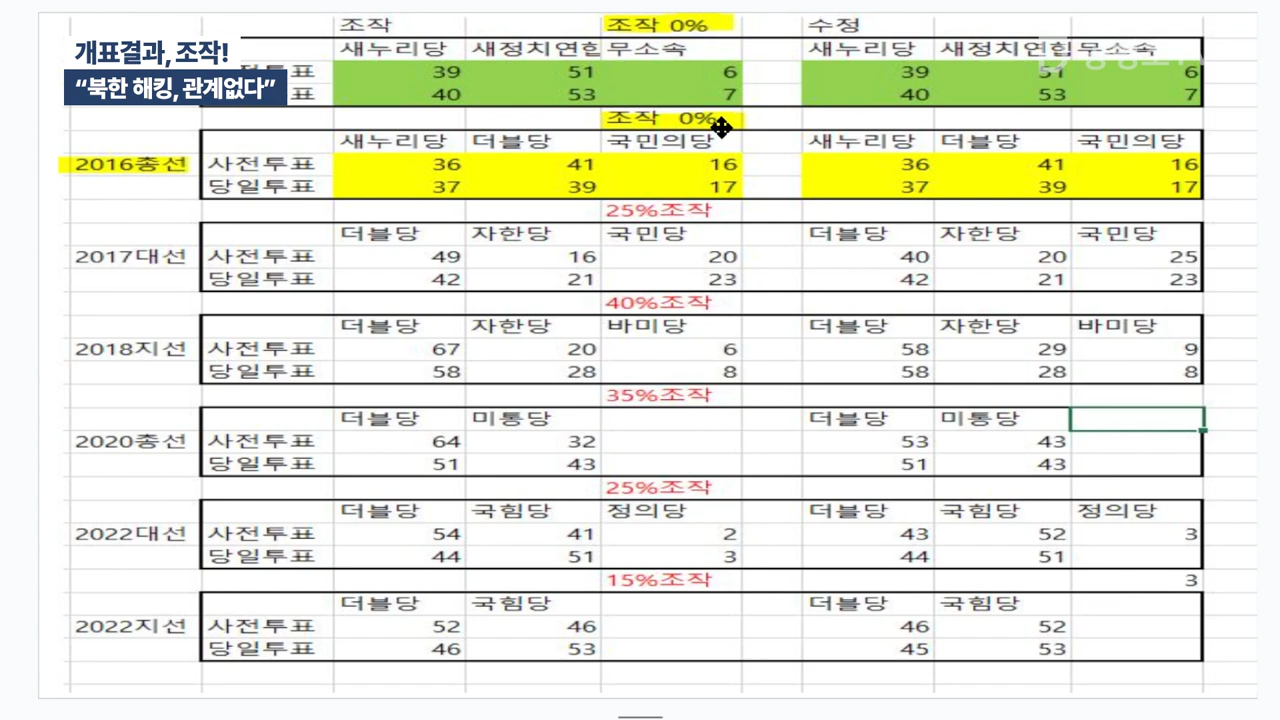 조작 조작 0% 수정
개표결과, 조작!
“북한 해킹, 관계없다”
새누리당 새정치연합 무소속 새누리당 새정치연합 무소속
투표 39 51 6 39 51 6
표 40 53 7 40 53 7
조작 0%
새누리당 더블당 국민의당 새누리당 더블당 국민의당
2016총선 사전투표 36 41 16 36 41 16
당일투표 37 39 17 37 39 17
25%조작
더블당 자한당 국민당 더블당 자한당 국민당
2017대선 사전투표 49 16 20 40 20 25
당일투표 42 21 23 42 21 23
40%조작
더블당 자한당 바미당 더블당 자한당 바미당
2018지선 사전투표 67 20 6 58 29 9
당일투표 58 28 8 58 28 8
35%조작
더블당 미통당 더블당 미통당
2020총선 사전투표 64 32 53 43
당일투표 51 43 51 43
25%조작
더블당 국힘당 정의당 더블당 국힘당 정의당
2022대선 사전투표 54 41 2 43 52 3
당일투표 44 51 3 44 51
15%조작 3
더블당 국힘당 더블당 국힘당
2022지선 사전투표 52 46 46 52
당일투표 46 53 45 53